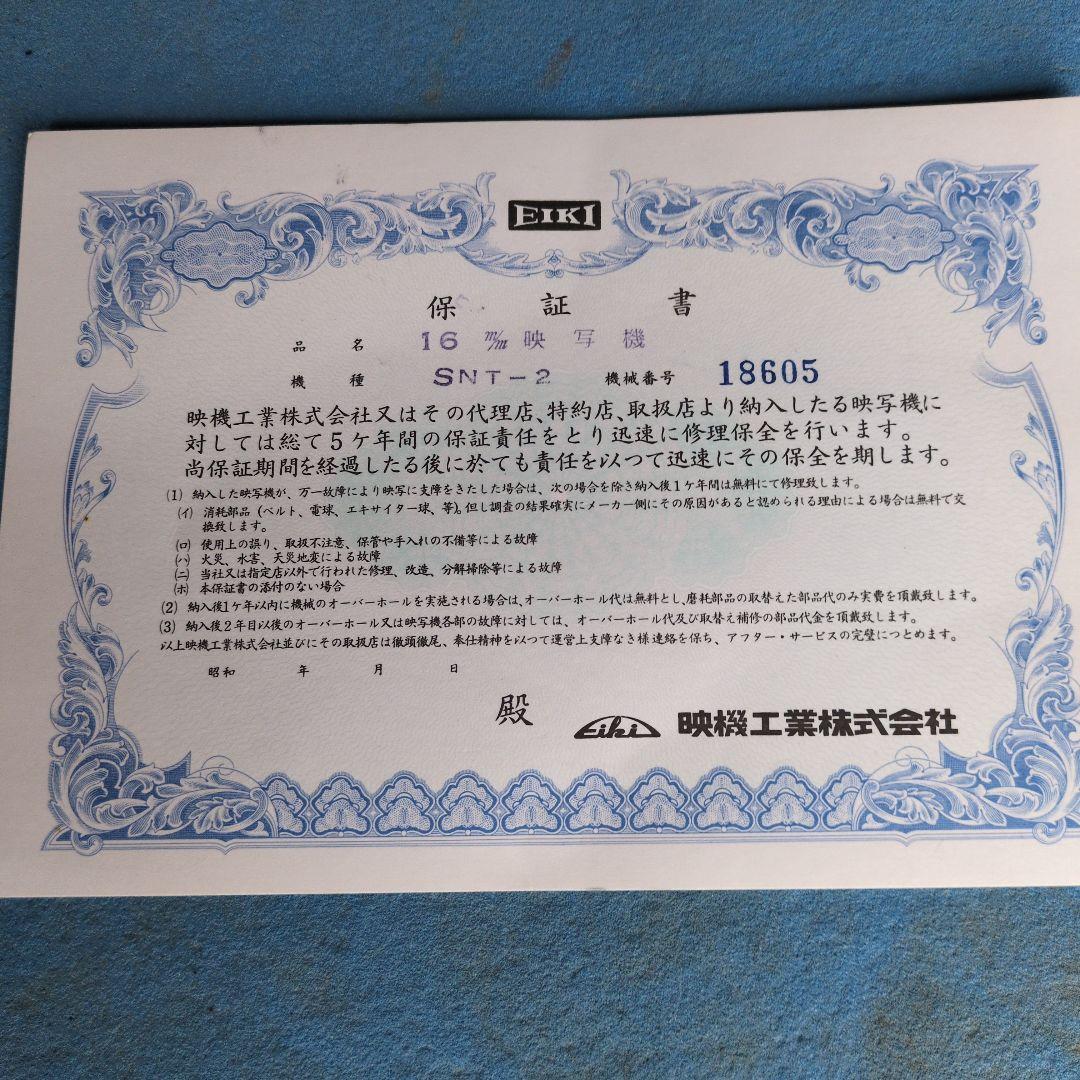 EIKI
保証書
品名 16 m/m 映写機
機種 SNT-2 機械番号 18605
映機工業株式会社又はその代理店、特約店、取扱店より納入したる映写機に
対しては総て5ケ年間の保証責任をとり迅速に修理保全を行います。
尚保証期間を経過したる後に於ても責任を以つて迅速にその保全を期します。
(1) 納入した映写機が、万一故障により映写に支障をきたした場合は、次の場合を除き納入後1ケ年間は無料にて修理致します。
(イ) 消耗部品(ベルト、電球、エキサイター球、等)。但し調査の結果確実にメーカー側にその原因があると認められる理由による場合は無料で交
換致します。
(ロ) 使用上の誤り、取扱不注意、保管や手入れの不備等による故障
(ハ) 火災、水害、天災地変による故障
(ニ) 当社又は指定店以外で行われた修理、改造、分解掃除等による故障
(ホ) 本保証書の添付のない場合
(2) 納入後1ケ年以内に機械のオーバーホールを実施される場合は、オーバーホール代は無料とし、磨耗部品の取替えた部品代のみ実費を頂戴致します。
(3) 納入後2年目以後のオーバーホール又は映写機各部の故障に対しては、オーバーホール代及び取替え補修の部品代金を頂戴致します。
以上映機工業株式会社並びにその取扱店は徹頭徹尾、奉仕精神を以つて運営上支障なき様連絡を保ち、アフター・サービスの完璧につとめます。
昭和 年 月 日
殿
Eiki 映機工業株式会社